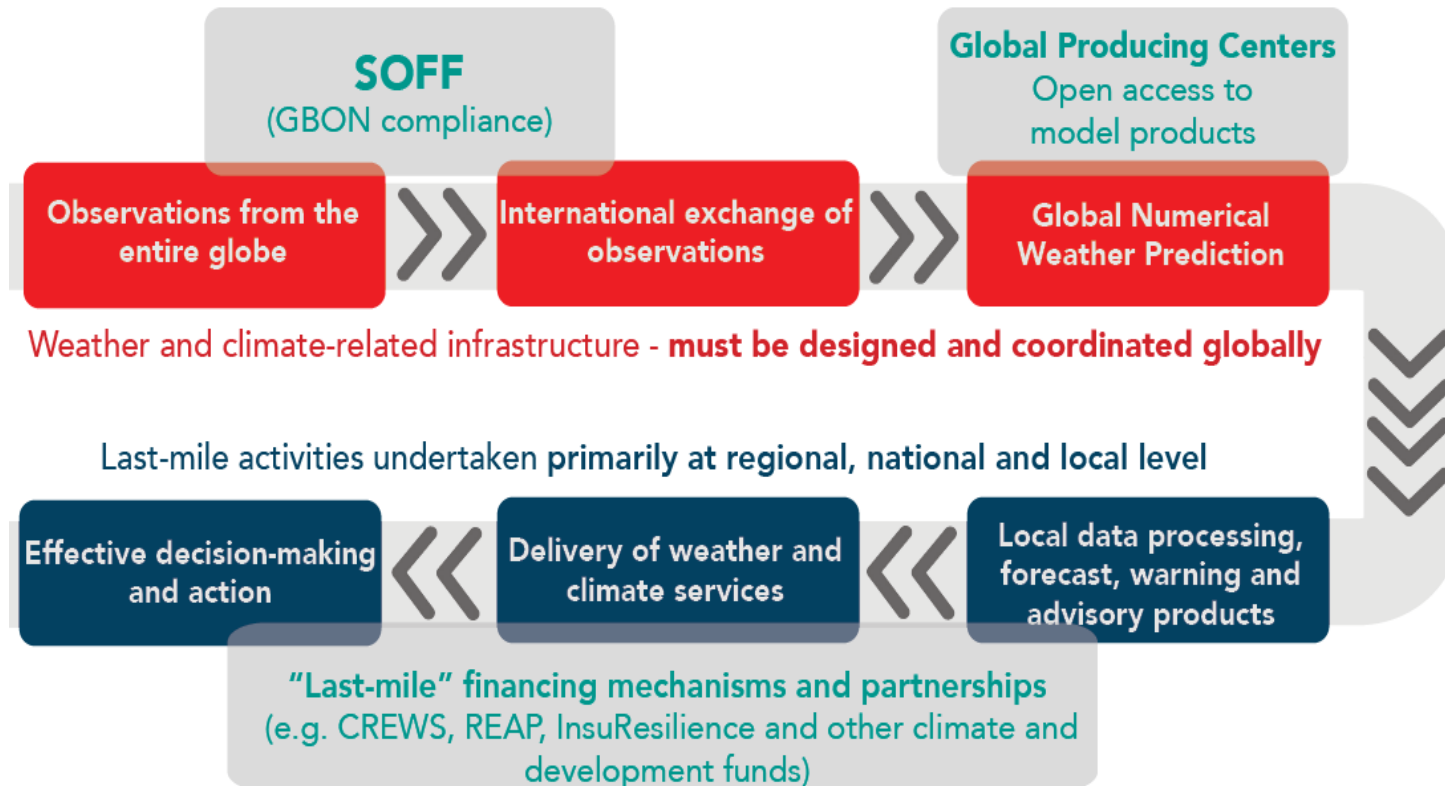 SOFF
(GBON compliance)
Global Producing Centers
Open access to
model products
Observations from the
entire globe
International exchange of
observations
Global Numerical
Weather Prediction
Weather and climate-related infrastructure - must be designed and coordinated globally
Last-mile activities undertaken primarily at regional, national and local level
Effective decision-making
and action
Delivery of weather and
climate services
Local data processing,
forecast, warning and
advisory products
“Last-mile” financing mechanisms and partnerships
(e.g. CREWS, REAP, InsuResilience and other climate and
development funds)